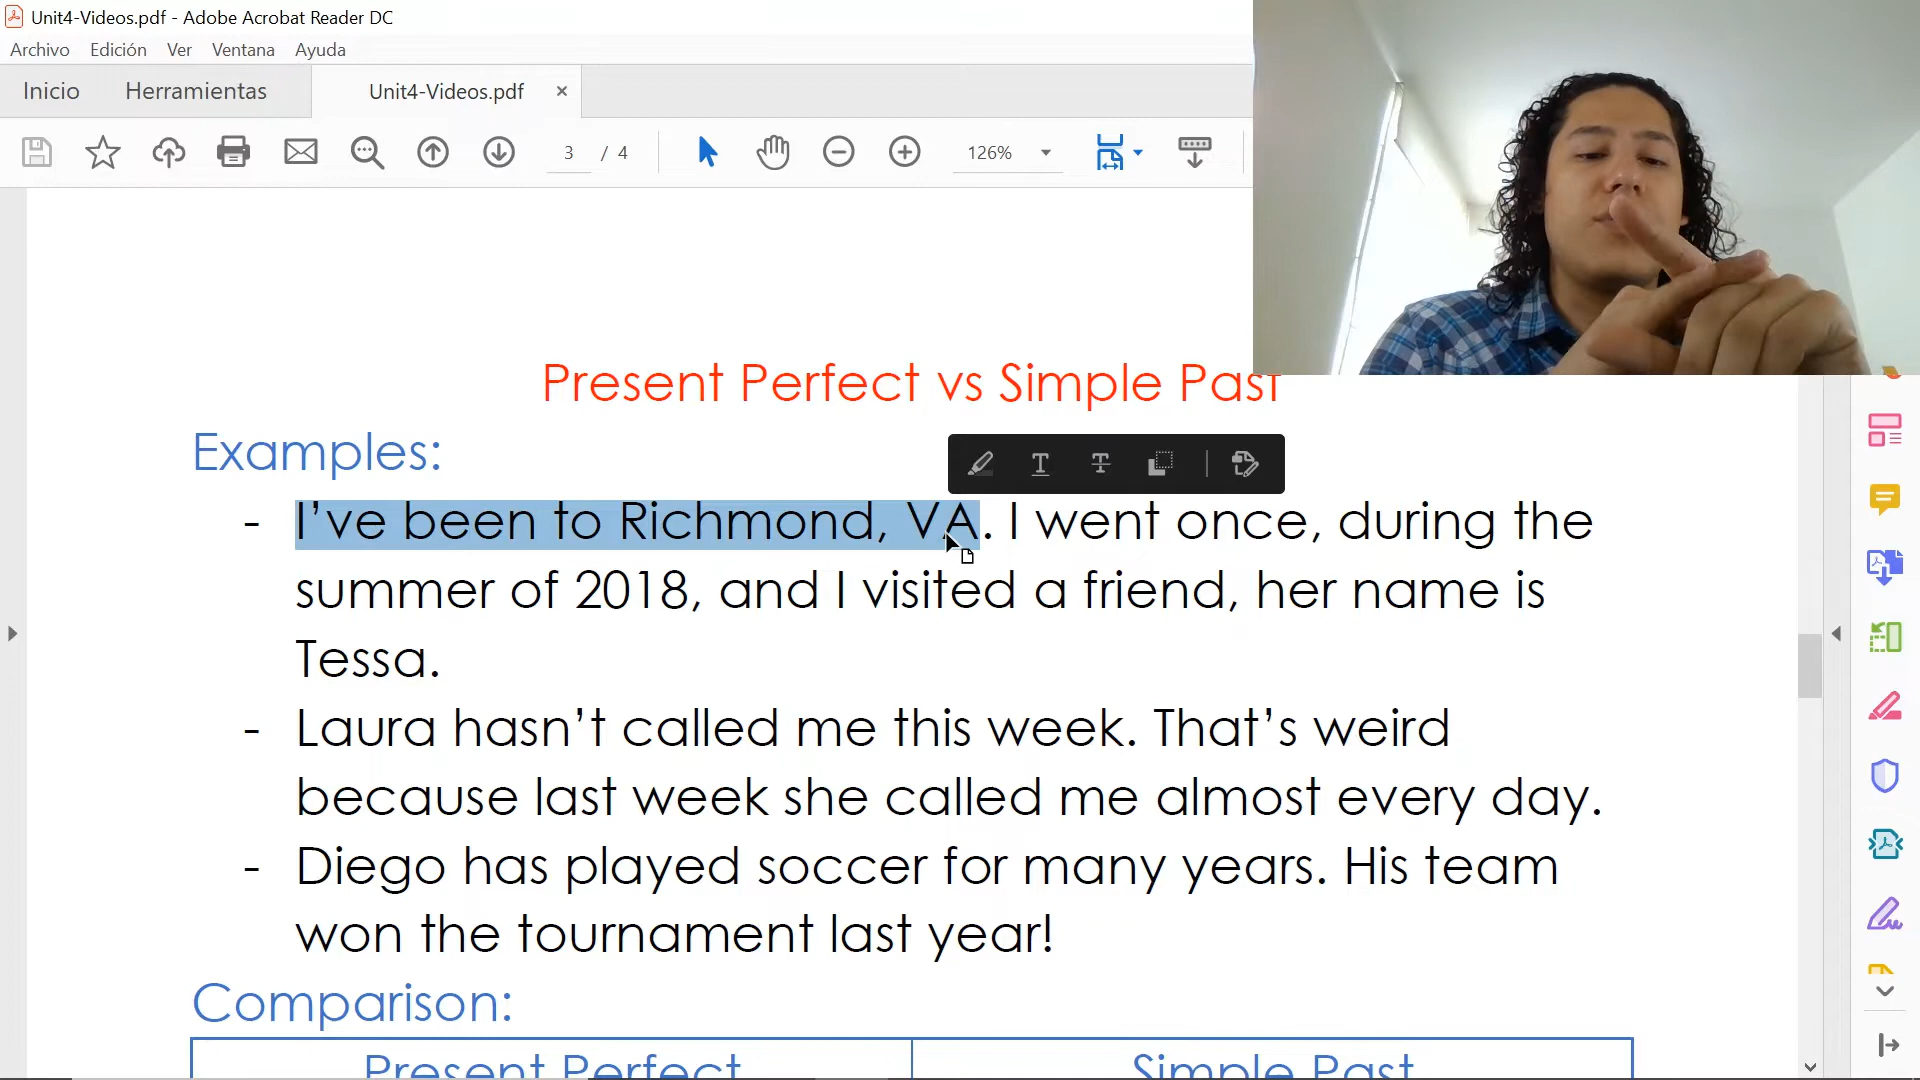 Unit4-Videos.pdf - Adobe Acrobat Reader DC
Archivo Edición Ver Ventana Ayuda
Inicio Herramientas Unit4-Videos.pdf ×
3 / 4 126%
Present Perfect vs Simple Past
Examples:
- I’ve been to Richmond, VA. I went once, during the
summer of 2018, and I visited a friend, her name is
Tessa.
- Laura hasn’t called me this week. That’s weird
because last week she called me almost every day.
- Diego has played soccer for many years. His team
won the tournament last year!
Comparison:
Present Perfect Simple Past